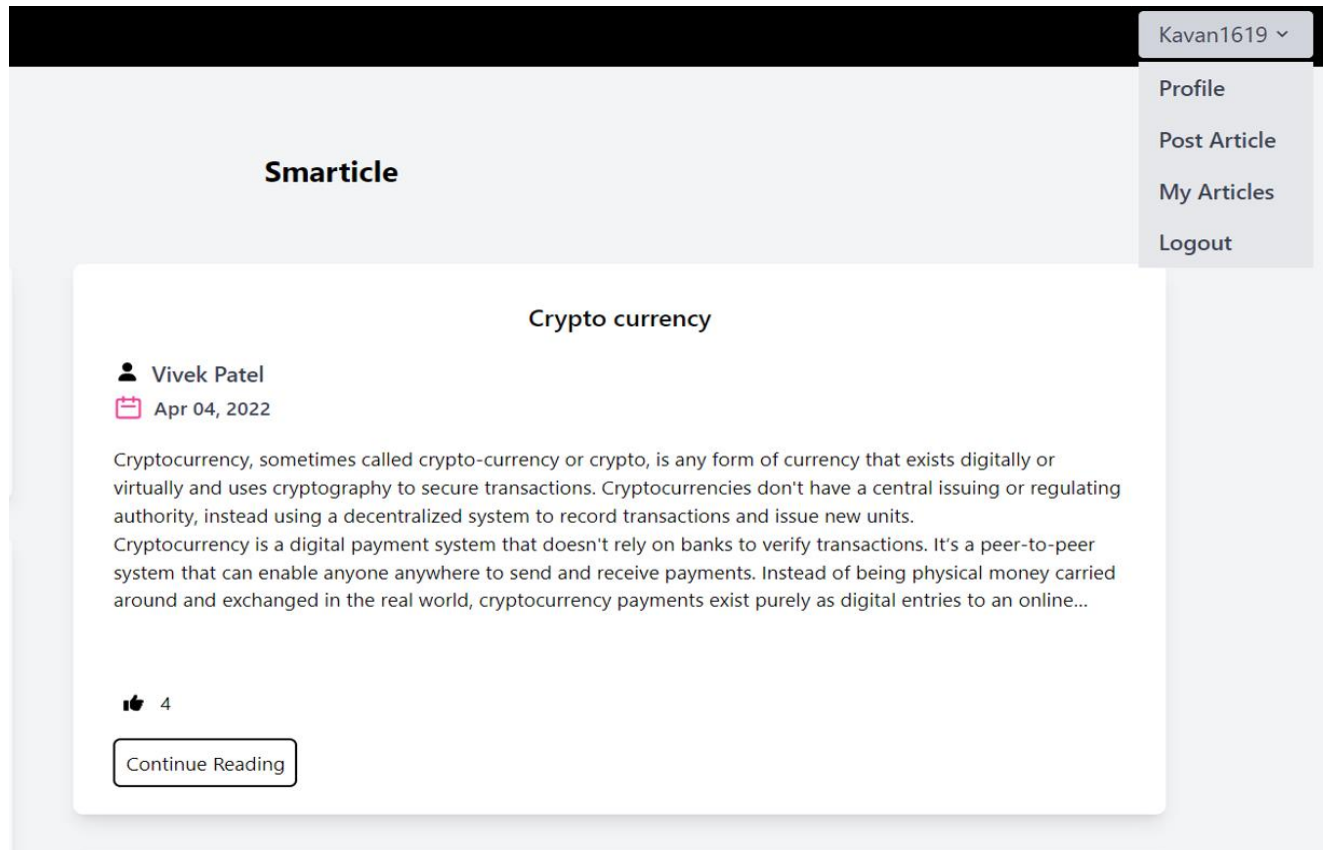 Kavan1619
Profile
Post Article
My Articles
Logout
Smarticle
Crypto currency
Vivek Patel
Apr 04, 2022
Cryptocurrency, sometimes called crypto-currency or crypto, is any form of currency that exists digitally or
virtually and uses cryptography to secure transactions. Cryptocurrencies don't have a central issuing or regulating
authority, instead using a decentralized system to record transactions and issue new units.
Cryptocurrency is a digital payment system that doesn't rely on banks to verify transactions. It’s a peer-to-peer
system that can enable anyone anywhere to send and receive payments. Instead of being physical money carried
around and exchanged in the real world, cryptocurrency payments exist purely as digital entries to an online...
4
Continue Reading